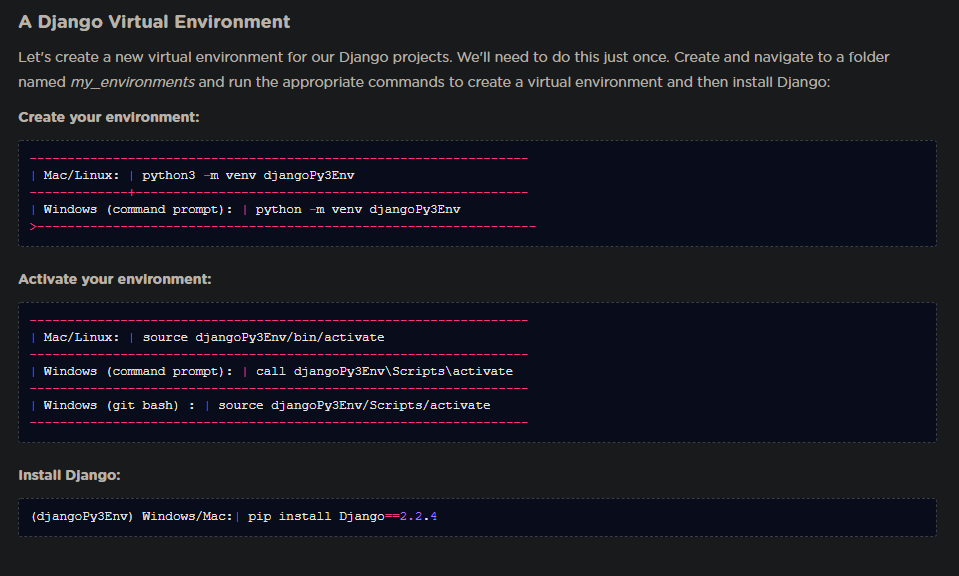 A Django Virtual Environment
Let's create a new virtual environment for our Django projects. We'll need to do this just once. Create and navigate to a folder
named my_environments and run the appropriate commands to create a virtual environment and then install Django:
Create your environment:
------------------------------------------------------------------
| Mac/Linux: | python3 -m venv djangoPy3Env
-------------+----------------------------------------------------
| Windows (command prompt): | python -m venv djangoPy3Env
>------------------------------------------------------------------
Activate your environment:
------------------------------------------------------------------
| Mac/Linux: | source djangoPy3Env/bin/activate
------------------------------------------------------------------
| Windows (command prompt): | call djangoPy3Env\Scripts\activate
------------------------------------------------------------------
| Windows (git bash) : | source djangoPy3Env/Scripts/activate
------------------------------------------------------------------
Install Django:
(djangoPy3Env) Windows/Mac:| pip install Django==2.2.4